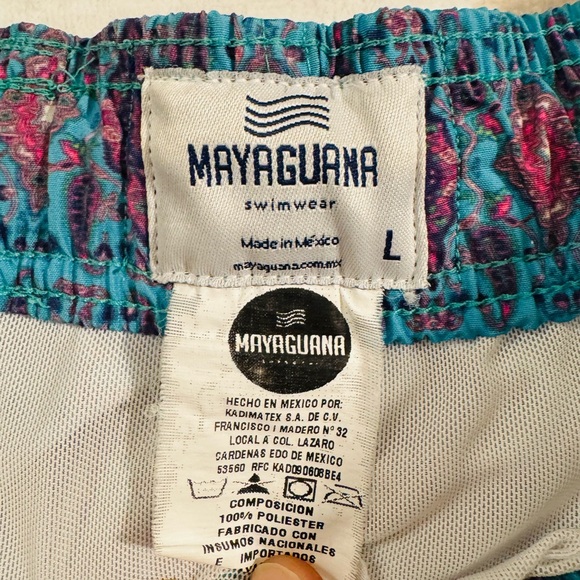 MAYAGUANA
swimwear
Made in México
mayaguana.com.mx
L
MAYAGUANA
HECHO EN MEXICO POR:
KADIMATEX S.A. DE C.V.
FRANCISCO I MADERO Nº 32
LOCAL A COL. LAZARO
CARDENAS EDO DE MEXICO
53560 RFC KAD090608BE4
COMPOSICION
100% POLIESTER
FABRICADO CON
INSUMOS NACIONALES
E IMPORTADOS